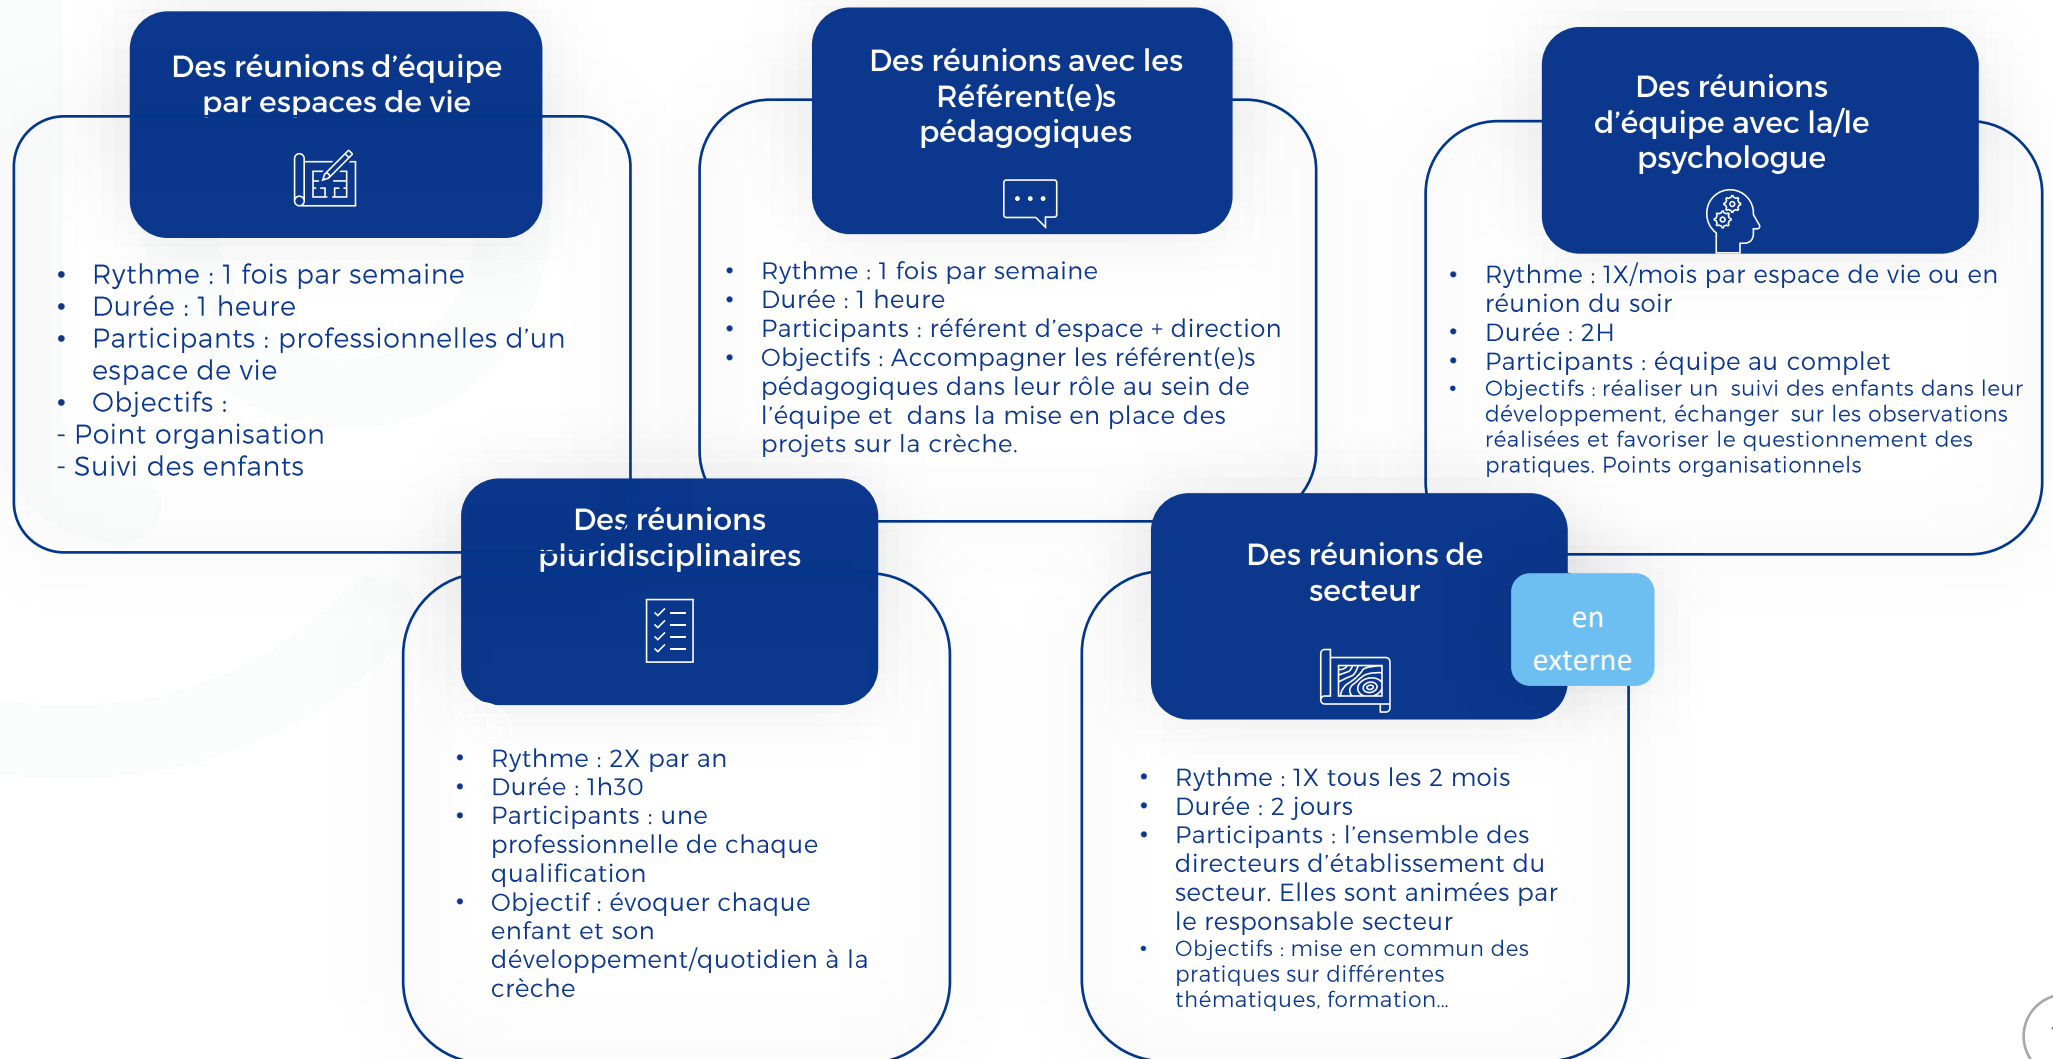 Des réunions d’équipe
par espaces de vie
• Rythme : 1 fois par semaine
• Durée : 1 heure
• Participants : professionnelles d’un
espace de vie
• Objectifs :
- Point organisation
- Suivi des enfants
Des réunions avec les
Référent(e)s
pédagogiques
• Rythme : 1 fois par semaine
• Durée : 1 heure
• Participants : référent d’espace + direction
• Objectifs : Accompagner les référent(e)s
pédagogiques dans leur rôle au sein de
l’équipe et dans la mise en place des
projets sur la crèche.
Des réunions
d’équipe avec la/le
psychologue
• Rythme : 1X/mois par espace de vie ou en
réunion du soir
• Durée : 2H
• Participants : équipe au complet
• Objectifs : réaliser un suivi des enfants dans leur
développement, échanger sur les observations
réalisées et favoriser le questionnement des
pratiques. Points organisationnels
Des réunions
pluridisciplinaires
• Rythme : 2X par an
• Durée : 1h30
• Participants : une
professionnelle de chaque
qualification
• Objectif : évoquer chaque
enfant et son
développement/quotidien à la
crèche
Des réunions de
secteur
en
externe
• Rythme : 1X tous les 2 mois
• Durée : 2 jours
• Participants : l’ensemble des
directeurs d’établissement du
secteur. Elles sont animées par
le responsable secteur
• Objectifs : mise en commun des
pratiques sur différentes
thématiques, formation...